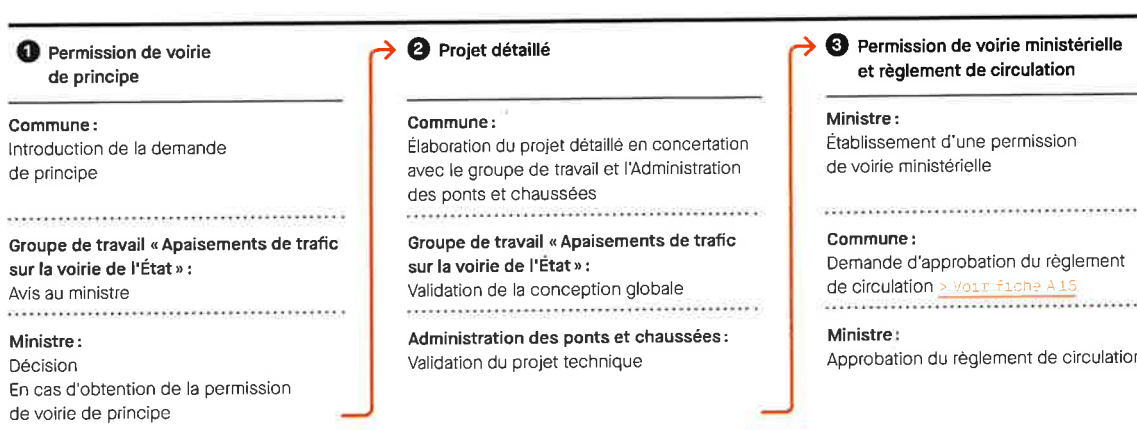 1 Permission de voirie
de principe
Commune :
Introduction de la demande
de principe
Groupe de travail « Apaisements de trafic
sur la voirie de l'État » :
Avis au ministre
Ministre :
Décision
En cas d'obtention de la permission
de voirie de principe
2 Projet détaillé
Commune :
Élaboration du projet détaillé en concertation
avec le groupe de travail et l'Administration
des ponts et chaussées
Groupe de travail « Apaisements de trafic
sur la voirie de l'État » :
Validation de la conception globale
Administration des ponts et chaussées :
Validation du projet technique
3 Permission de voirie ministérielle
et règlement de circulation
Ministre :
Établissement d'une permission
de voirie ministérielle
Commune :
Demande d'approbation du règlement
de circulation > Voir fiche A15
Ministre :
Approbation du règlement de circulation